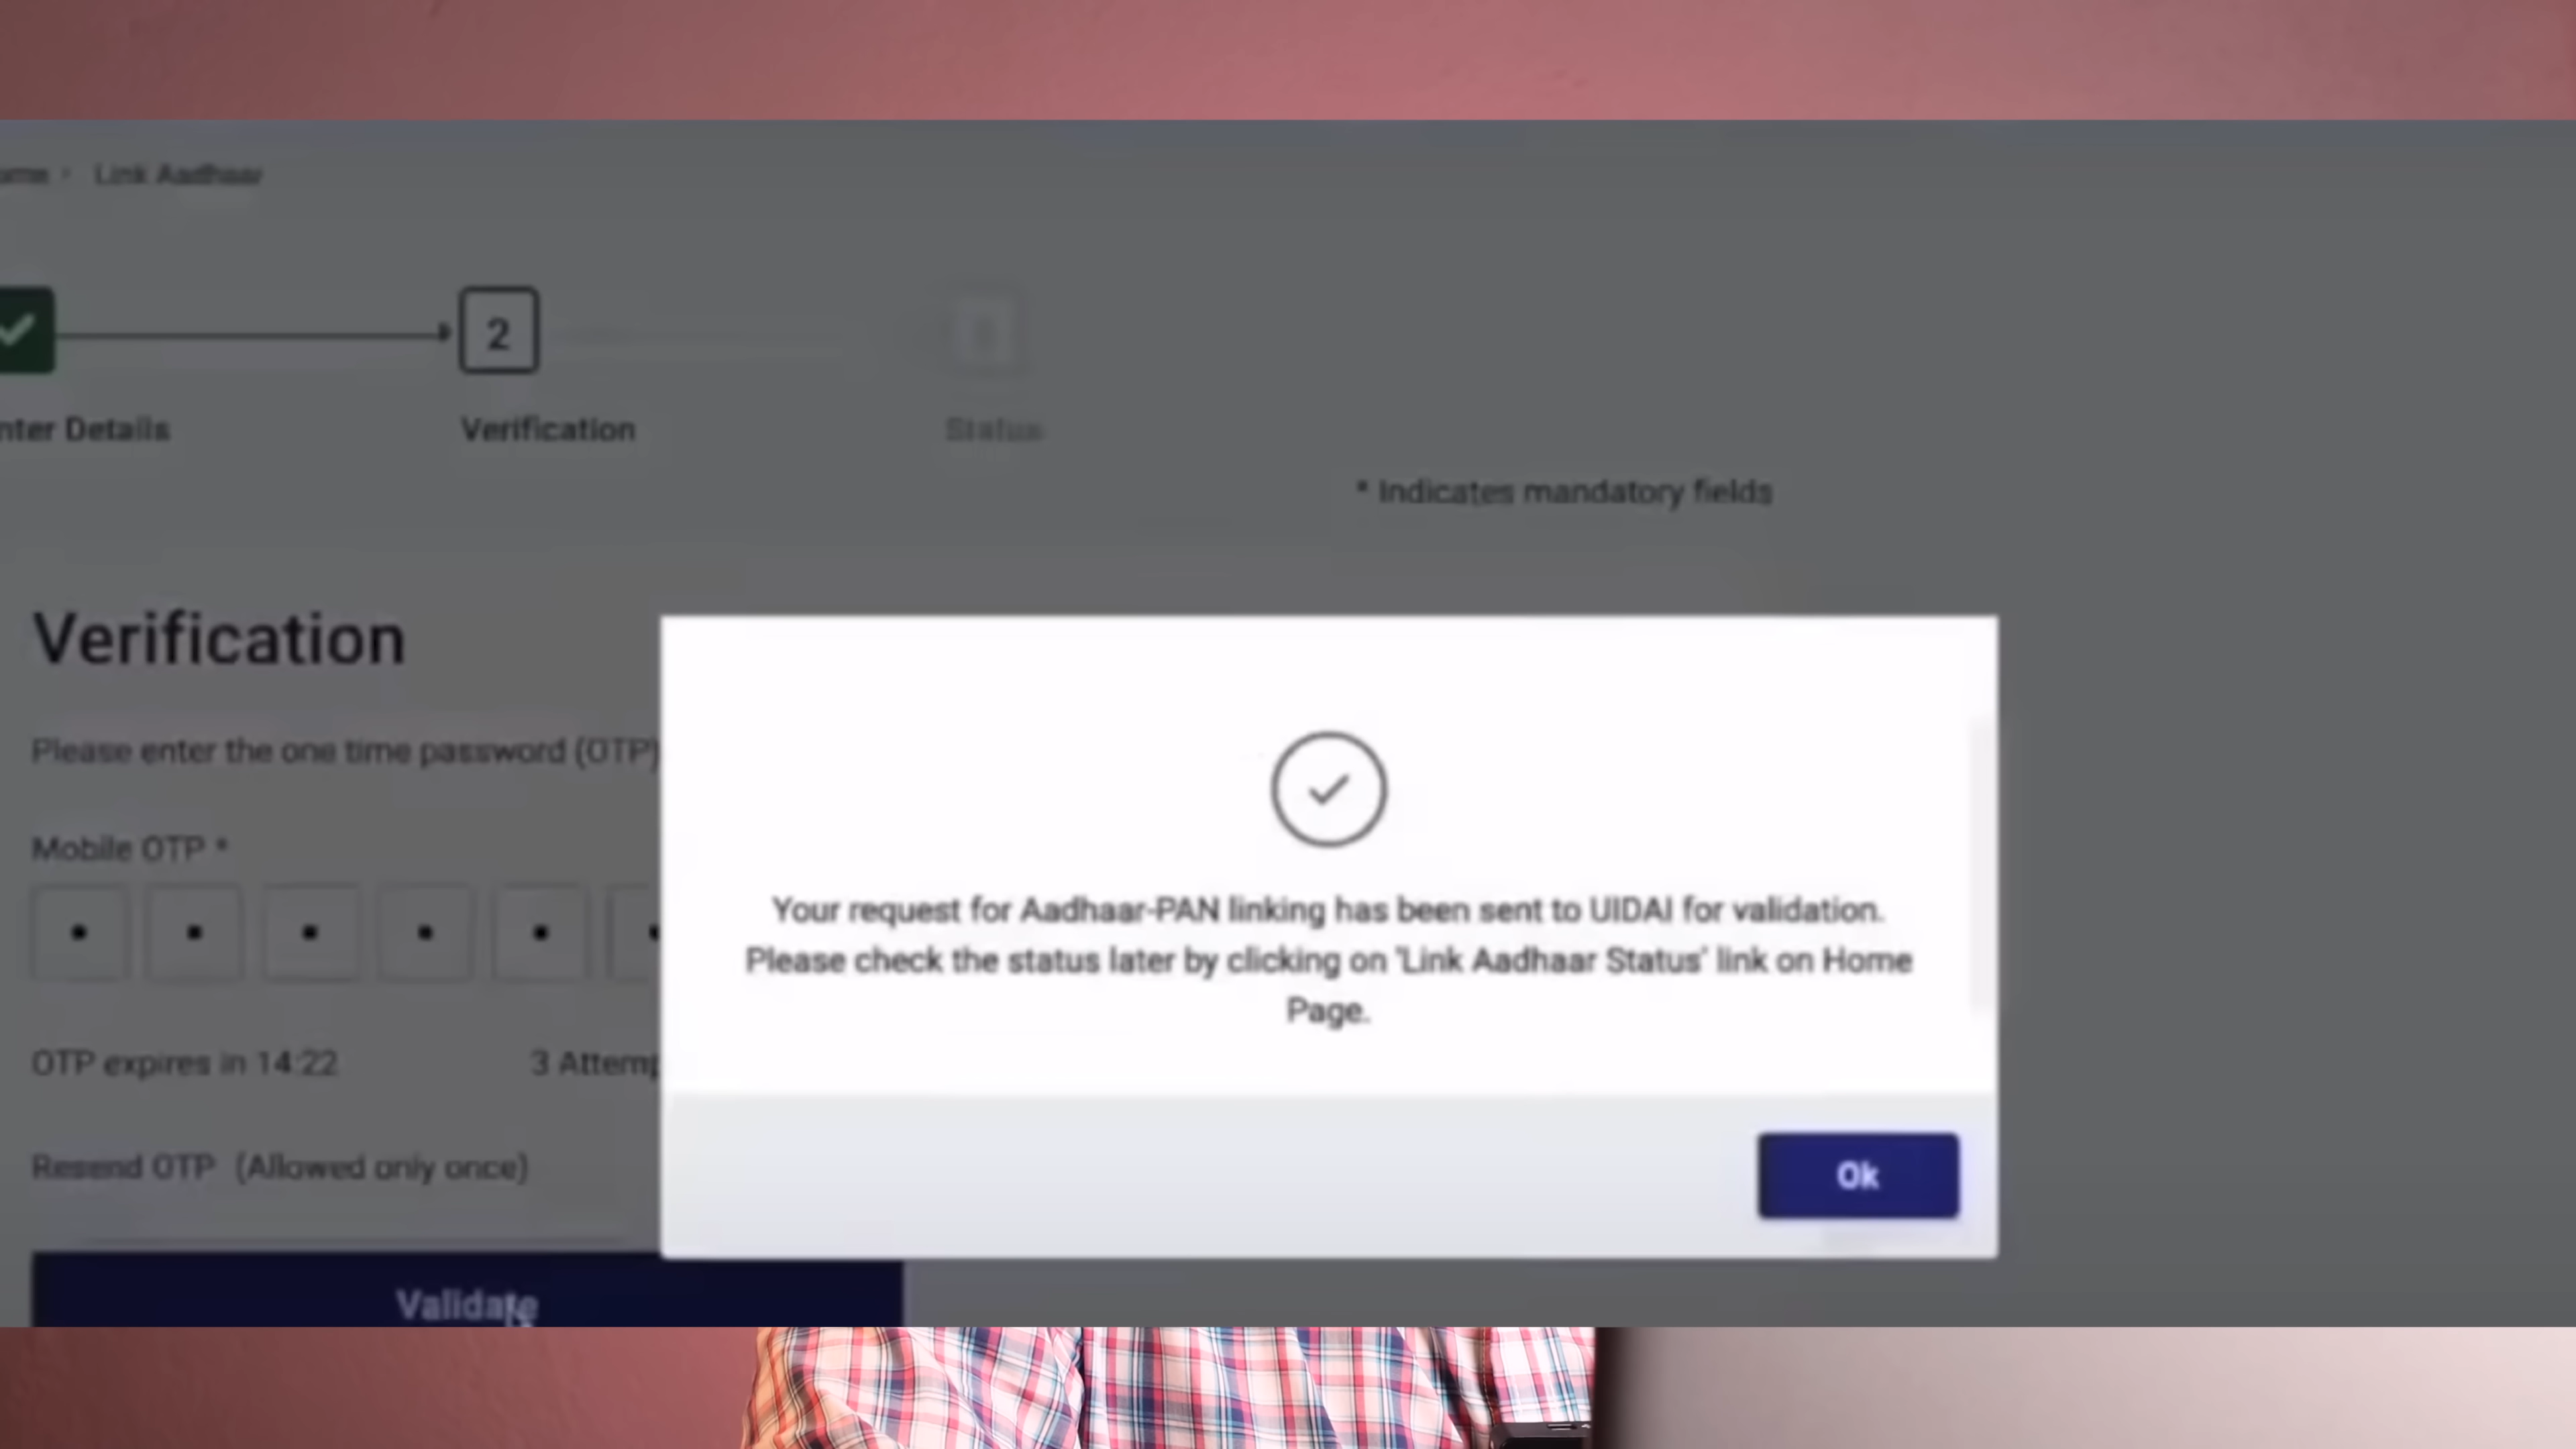 ome › Link Aadhaar
2
nter Details Verification Status
* Indicates mandatory fields
Verification
Please enter the one time password (OTP)
Mobile OTP *
OTP expires in 14:22 3 Attemp
Resend OTP (Allowed only once)
Validate
Your request for Aadhaar-PAN linking has been sent to UIDAI for validation.
Please check the status later by clicking on 'Link Aadhaar Status' link on Home
Page.
Ok